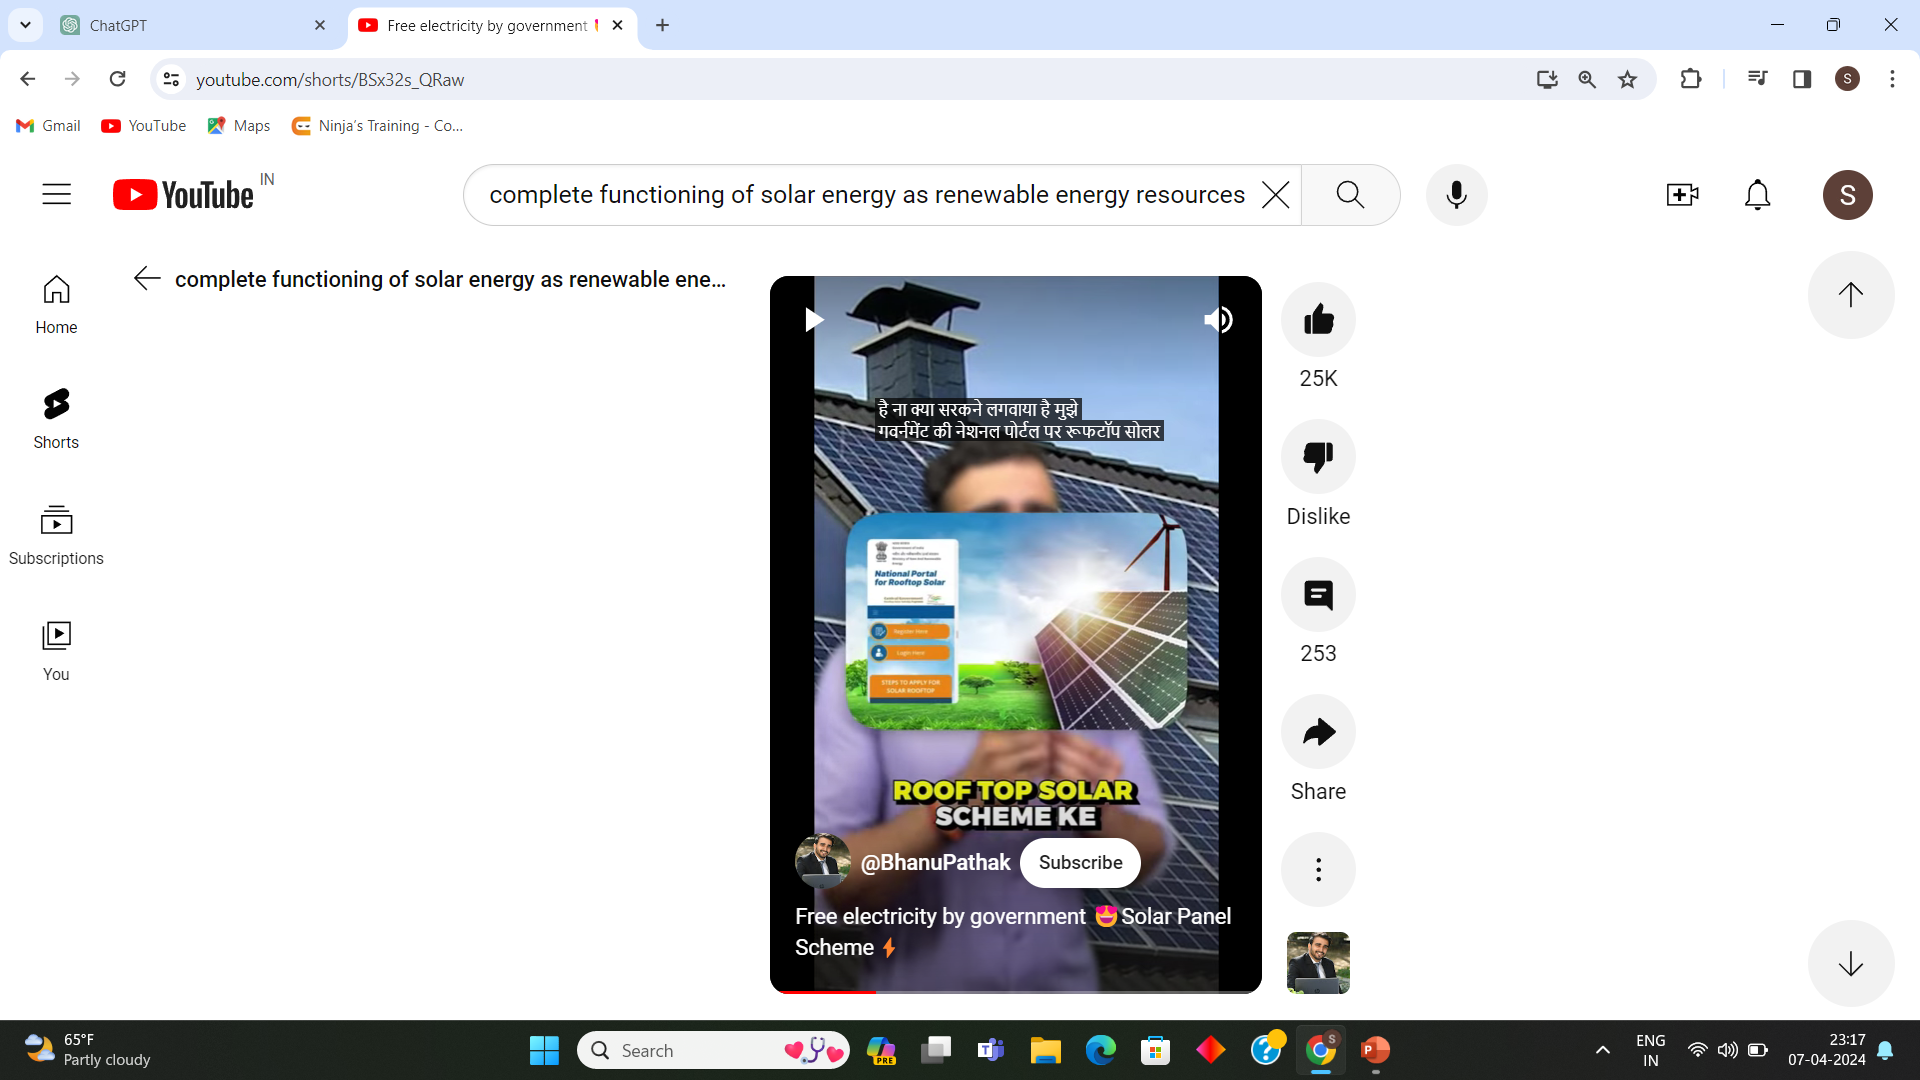 ChatGPT
Free electricity by government
youtube.com/shorts/BSx32s_QRaw
S
Gmail
YouTube
Maps
Ninja's Training - Co...
YouTube
IN
complete functioning of solar energy as renewable energy resources
S
complete functioning of solar energy as renewable ene...
Home
Shorts
Subscriptions
You
है ना क्या सरकने लगवाया है मुझे
गवर्नमेंट की नेशनल पोर्टल पर रूफटॉप सोलर
National Portal
for Rooftop Solar
Register Here
Login Here
STEPS TO APPLY FOR
SOLAR ROOFTOP
ROOF TOP SOLAR
SCHEME KE
@BhanuPathak
Subscribe
Free electricity by government 😍Solar Panel
Scheme⚡
25K
Dislike
253
Share
65°F
Partly cloudy
Search
PRE
S
ENG
IN
23:17
07-04-2024